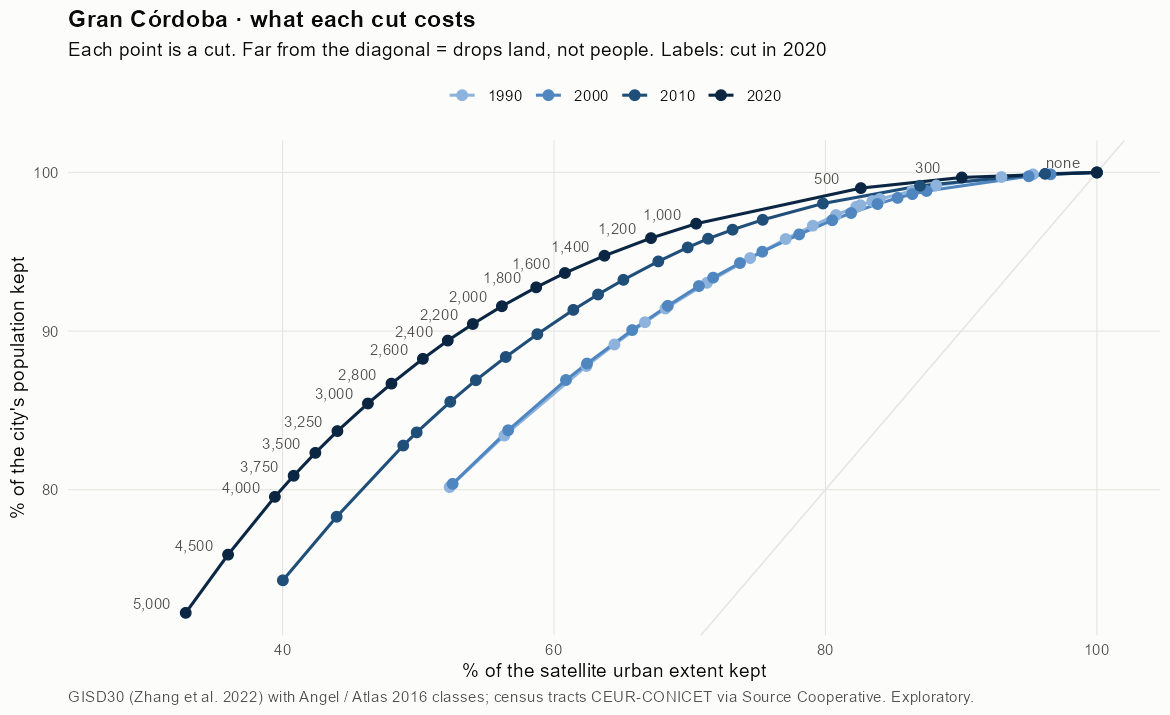 Gran Córdoba · what each cut costs
Each point is a cut. Far from the diagonal = drops land, not people. Labels: cut in 2020
1990 2000 2010 2020
% of the city's population kept
100
90
80
none
300
500
1,000
1,200
1,400
1,600
1,800
2,000
2,200
2,400
2,600
2,800
3,000
3,250
3,500
3,750
4,000
4,500
5,000
40 60 80 100
% of the satellite urban extent kept
GISD30 (Zhang et al. 2022) with Angel / Atlas 2016 classes; census tracts CEUR-CONICET via Source Cooperative. Exploratory.